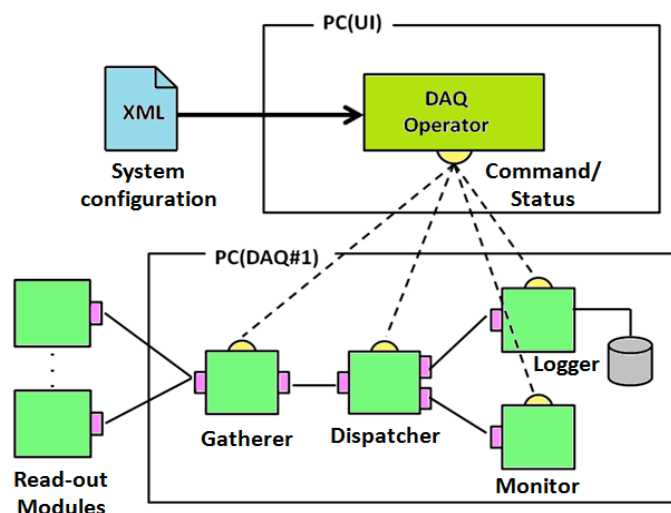 PC(UI)
XML
DAQ
Operator
System
configuration
Command/
Status
PC(DAQ#1)
Logger
Gatherer
Dispatcher
Monitor
Read-out
Modules